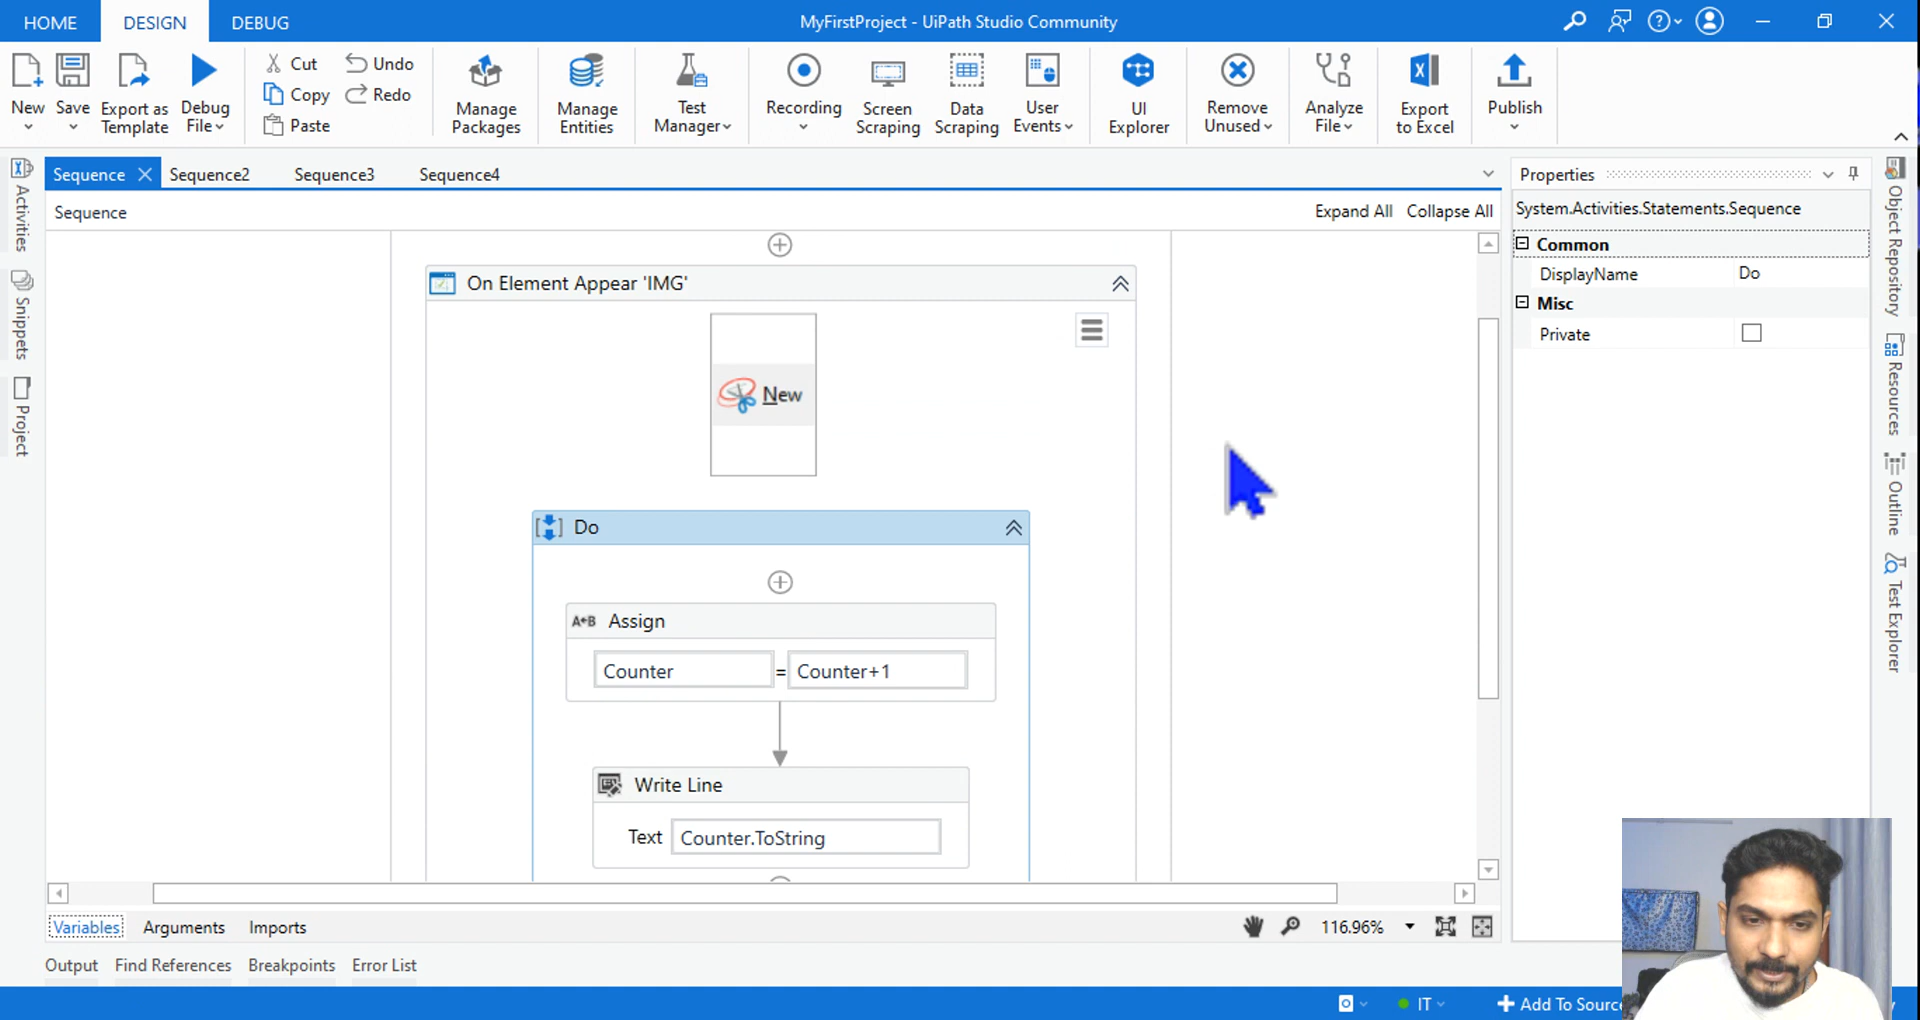 HOME DESIGN DEBUG MyFirstProject - UiPath Studio Community
New Save Export as Template Debug File Cut Copy Paste Undo Redo Manage Packages Manage Entities Test Manager Recording Screen Scraping Data Scraping User Events UI Explorer Remove Unused Analyze File Export to Excel Publish
Sequence Sequence2 Sequence3 Sequence4
Sequence Expand All Collapse All
Activities
Snippets
Project
On Element Appear 'IMG'
New
Do
A+B Assign
Counter = Counter+1
Write Line
Text Counter.ToString
Properties
System.Activities.Statements.Sequence
Common
DisplayName Do
Misc
Private
Object Repository
Resources
Outline
Test Explorer
Variables Arguments Imports 116.96%
Output Find References Breakpoints Error List
IT Add To Source